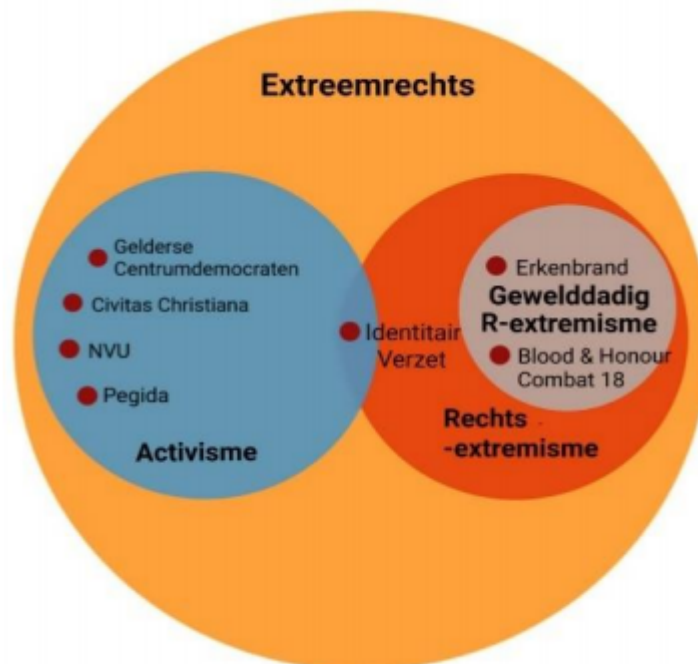 Extreemrechts
Gelderse
Centrumdemocraten
Civitas Christiana
NVU
Pegida
Activisme
Identitair
Verzet
Erkenbrand
Gewelddadig
R-extremisme
Blood & Honour
Combat 18
Rechts
-extremisme